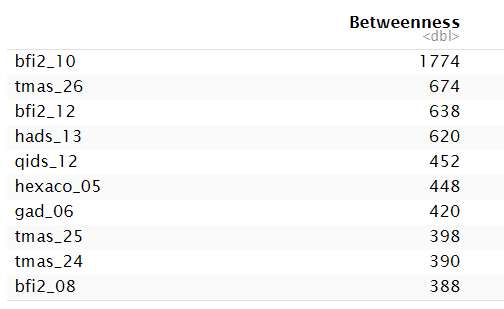 Betweenness
<dbl>
bfi2_10 1774
tmas_26 674
bfi2_12 638
hads_13 620
qids_12 452
hexaco_05 448
gad_06 420
tmas_25 398
tmas_24 390
bfi2_08 388